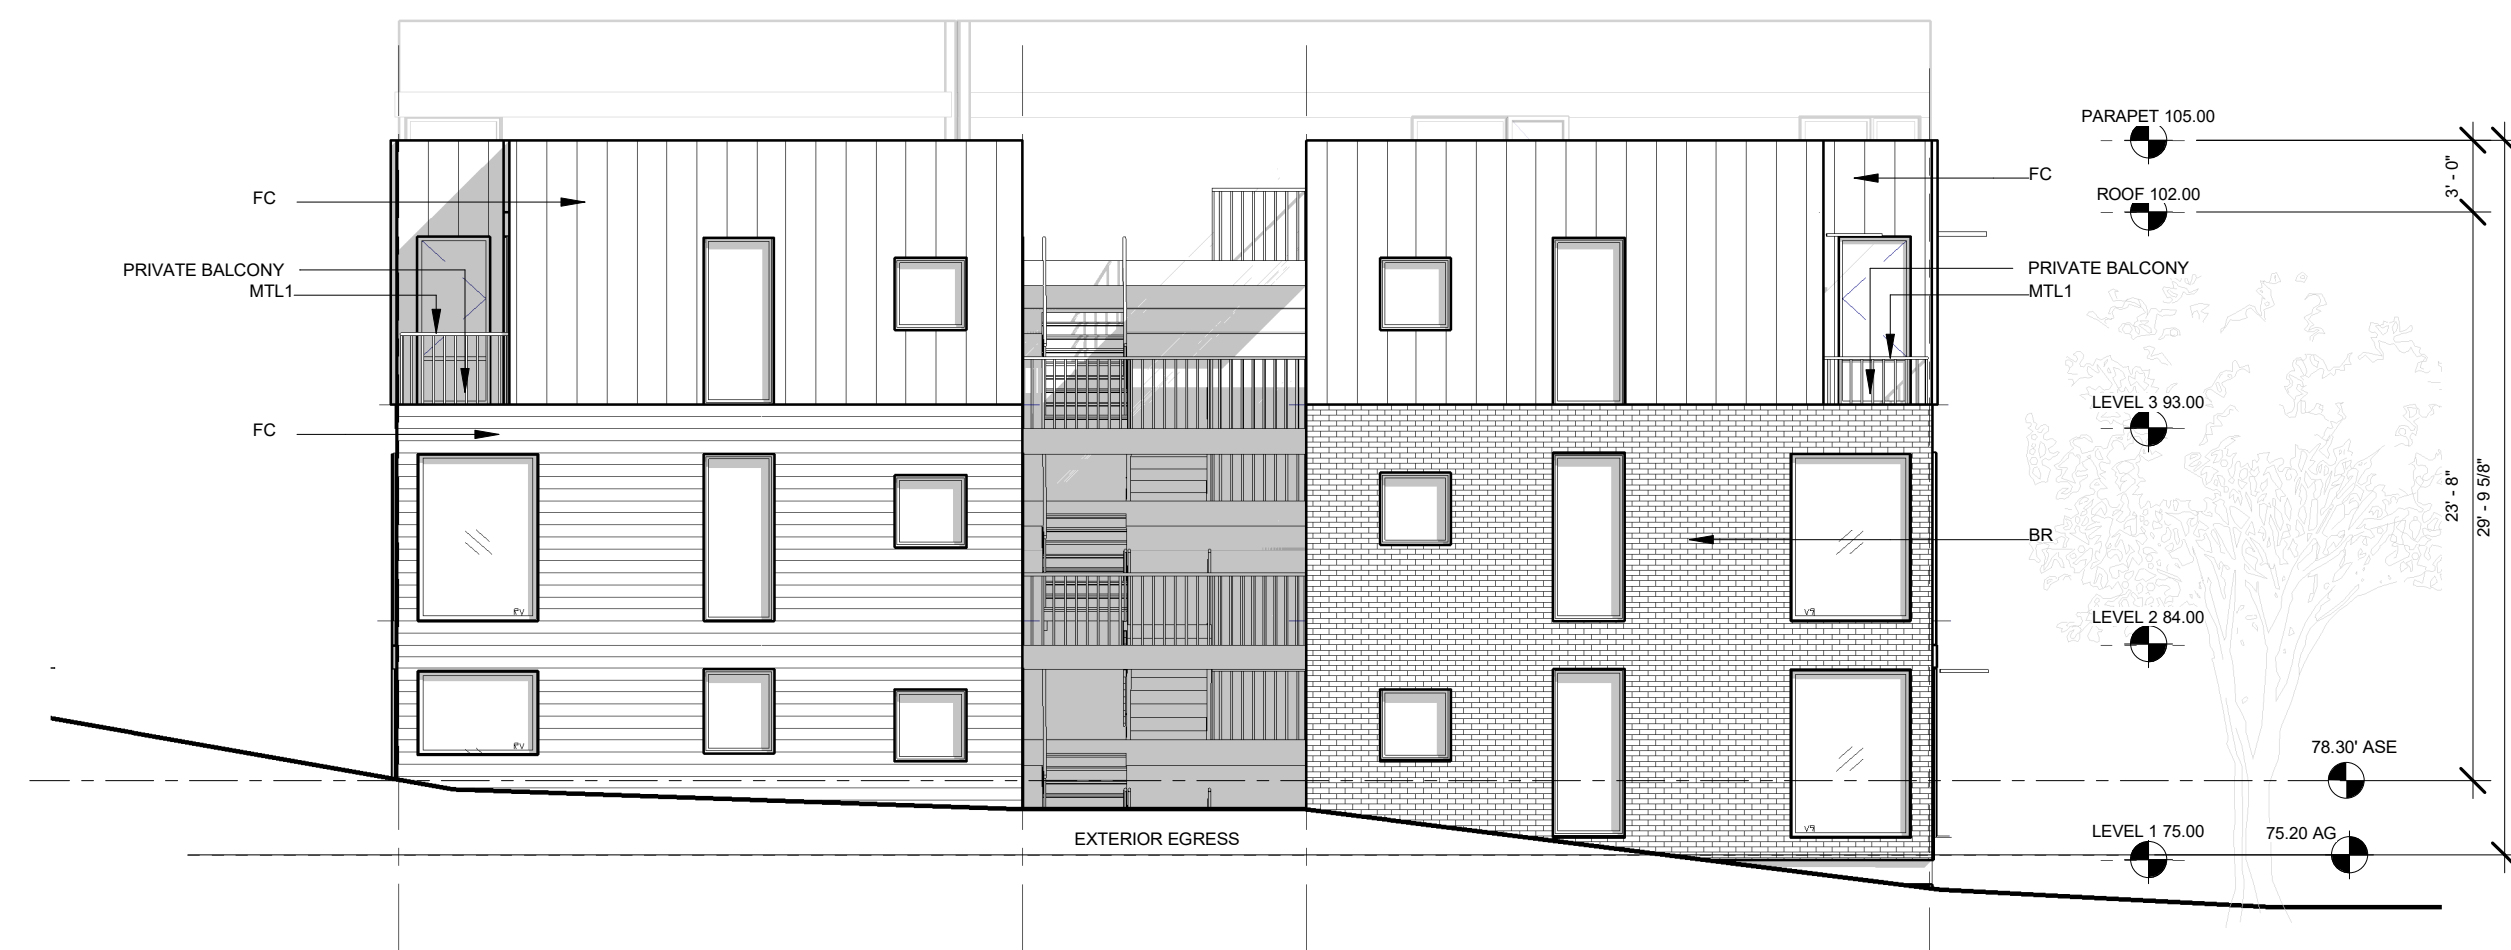 PARAPET 105.00
FC
FC
ROOF 102.00
3' - 0"
PRIVATE BALCONY
MTL1
PRIVATE BALCONY
MTL1
LEVEL 3 93.00
FC
23' - 8"
29' - 9 5/8"
BR
LEVEL 2 84.00
78.30' ASE
EXTERIOR EGRESS
LEVEL 1 75.00
75.20 AG